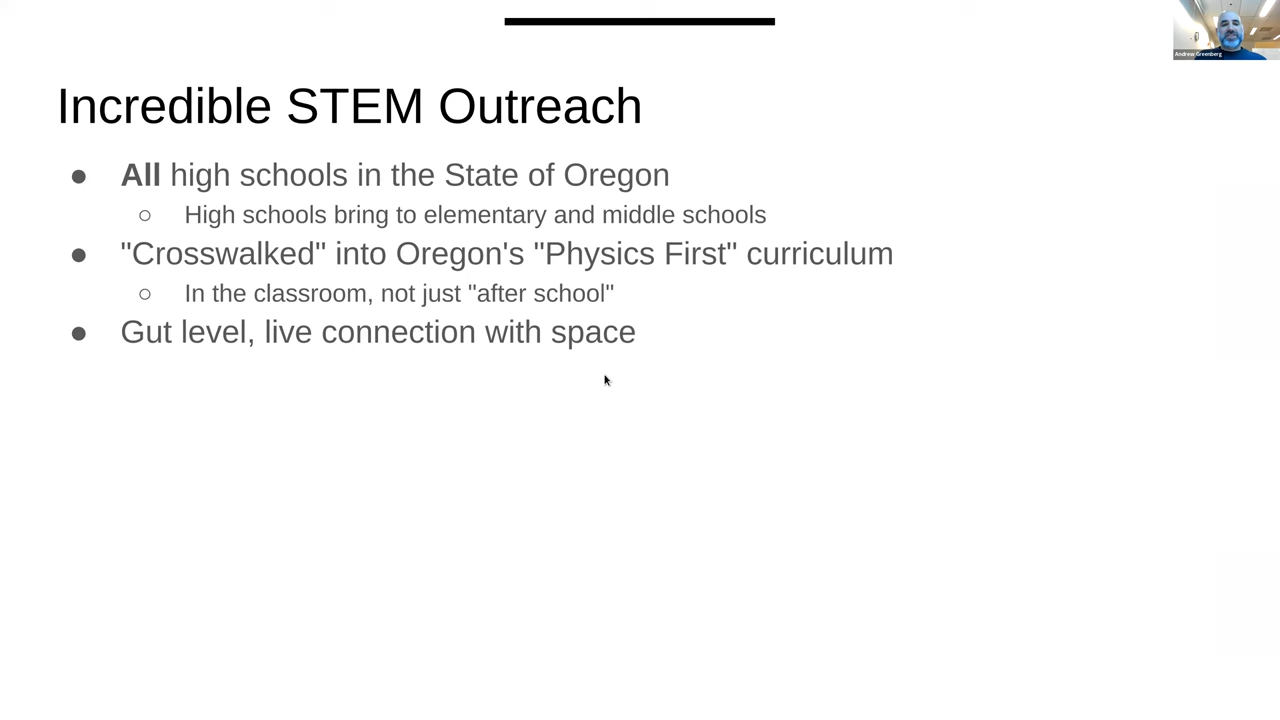 Andrew Greenberg
Incredible STEM Outreach
● All high schools in the State of Oregon
○ High schools bring to elementary and middle schools
● "Crosswalked" into Oregon's "Physics First" curriculum
○ In the classroom, not just "after school"
● Gut level, live connection with space